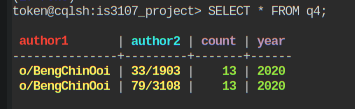 token@cqlsh:is3107_project> SELECT * FROM q4;
author1 | author2 | count | year
---------------+---------+-------+------
o/BengChinOoi | 33/1903 | 13 | 2020
o/BengChinOoi | 79/3108 | 13 | 2020